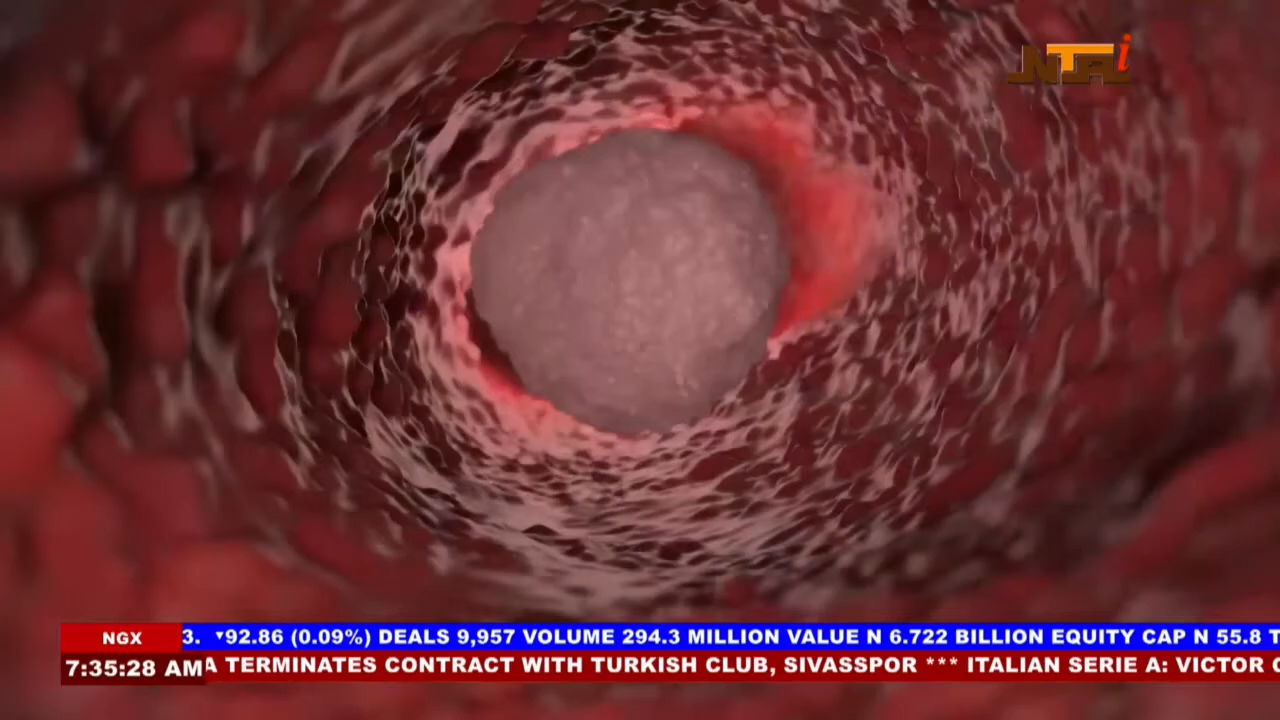 NTAi
NGX
3. ▼92.86 (0.09%) DEALS 9,957 VOLUME 294.3 MILLION VALUE N 6.722 BILLION EQUITY CAP N 55.8 T
7:35:28 AM
A TERMINATES CONTRACT WITH TURKISH CLUB, SIVASSPOR *** ITALIAN SERIE A: VICTOR